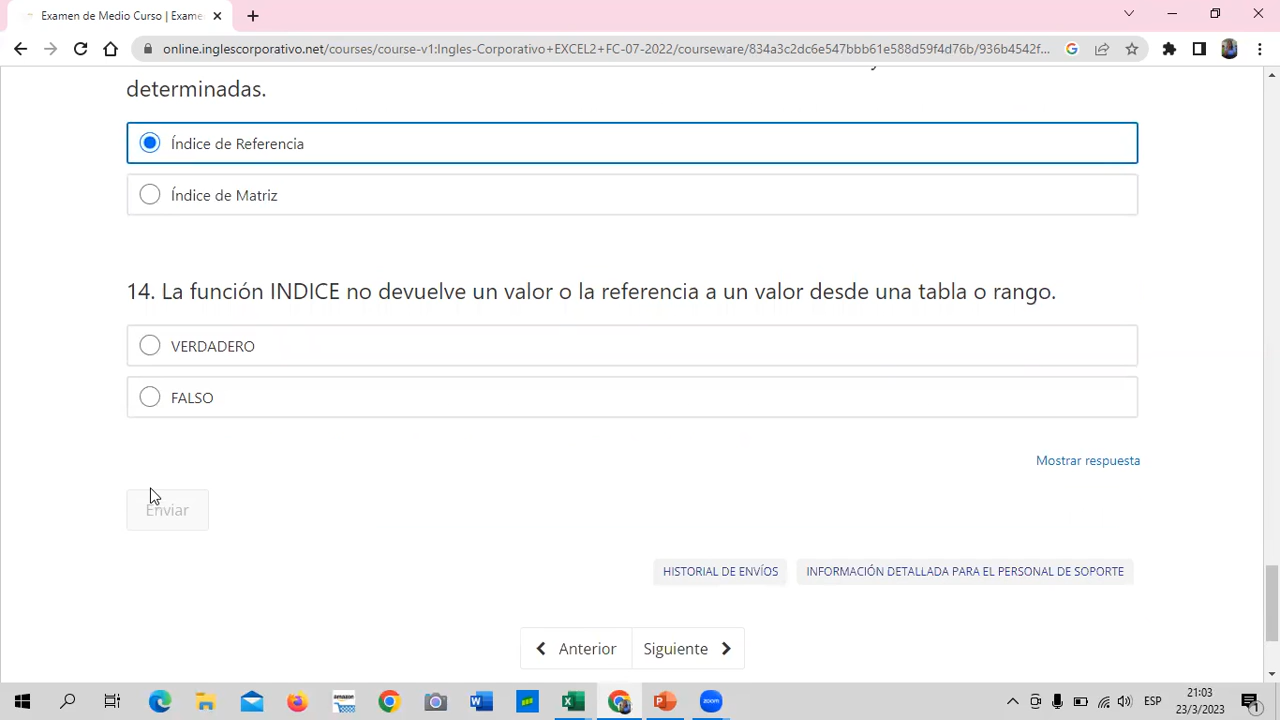 Examen de Medio Curso | Exame
online.inglescorporativo.net/courses/course-v1:Ingles-Corporativo+EXCEL2+FC-07-2022/courseware/834a3c2dc6e547bbb61e588d59f4d76b/936b4542f...
determinadas.
Índice de Referencia
Índice de Matriz
14. La función INDICE no devuelve un valor o la referencia a un valor desde una tabla o rango.
VERDADERO
FALSO
Mostrar respuesta
Enviar
HISTORIAL DE ENVÍOS
INFORMACIÓN DETALLADA PARA EL PERSONAL DE SOPORTE
Anterior
Siguiente
amazon
zoom
ESP
21:03
23/3/2023